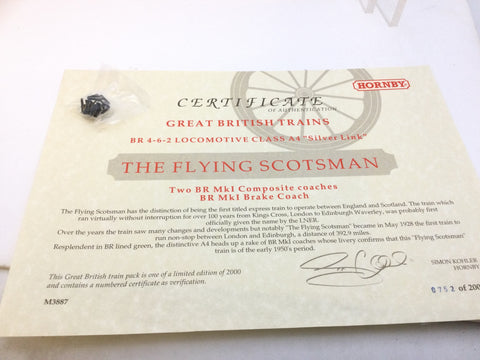 HORNBY
CERTIFICATE
OF AUTHENTICATION
GREAT BRITISH TRAINS
BR 4-6-2 LOCOMOTIVE CLASS A4 "Silver Link"
THE FLYING SCOTSMAN
Two BR Mk1 Composite coaches
BR Mk1 Brake Coach
The Flying Scotsman has the distinction of being the first titled express train to operate between England and Scotland. The train which
ran virtually without interruption for over 100 years from Kings Cross, London to Edinburgh Waverley, was probably first
officially given the name by the LNER.
Over the years the train saw many changes and developments but notably "The Flying Scotsman" became in May 1928 the first train to
run non-stop between London and Edinburgh, a distance of 392.9 miles.
Resplendent in BR lined green, the distinctive A4 heads up a rake of BR Mk1 coaches whose livery confirms that this "Flying Scotsman"
train is of the early 1950's period.
This Great British train pack is one of a limited edition of 2000
and contains a numbered certificate as verification.
SIMON KOHLER
HORNBY
M3887
0752 of 200